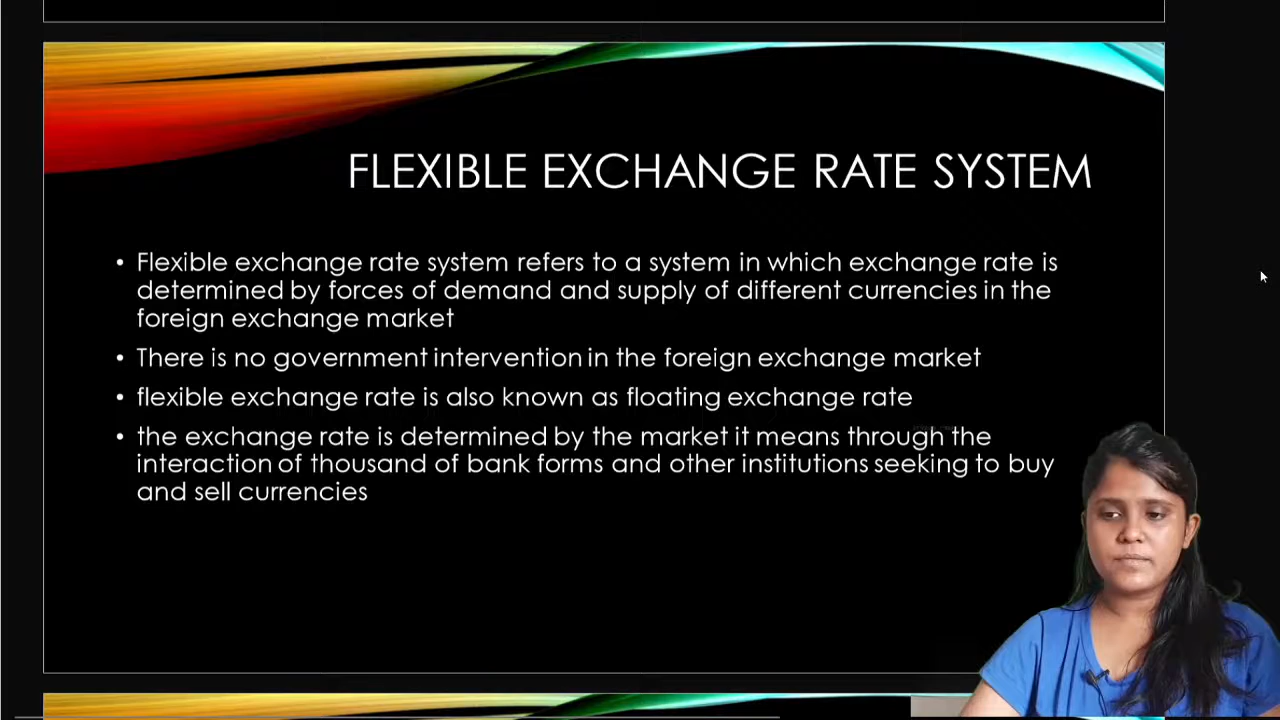 FLEXIBLE EXCHANGE RATE SYSTEM
• Flexible exchange rate system refers to a system in which exchange rate is
determined by forces of demand and supply of different currencies in the
foreign exchange market
• There is no government intervention in the foreign exchange market
• flexible exchange rate is also known as floating exchange rate
• the exchange rate is determined by the market it means through the
interaction of thousand of bank forms and other institutions seeking to buy
and sell currencies